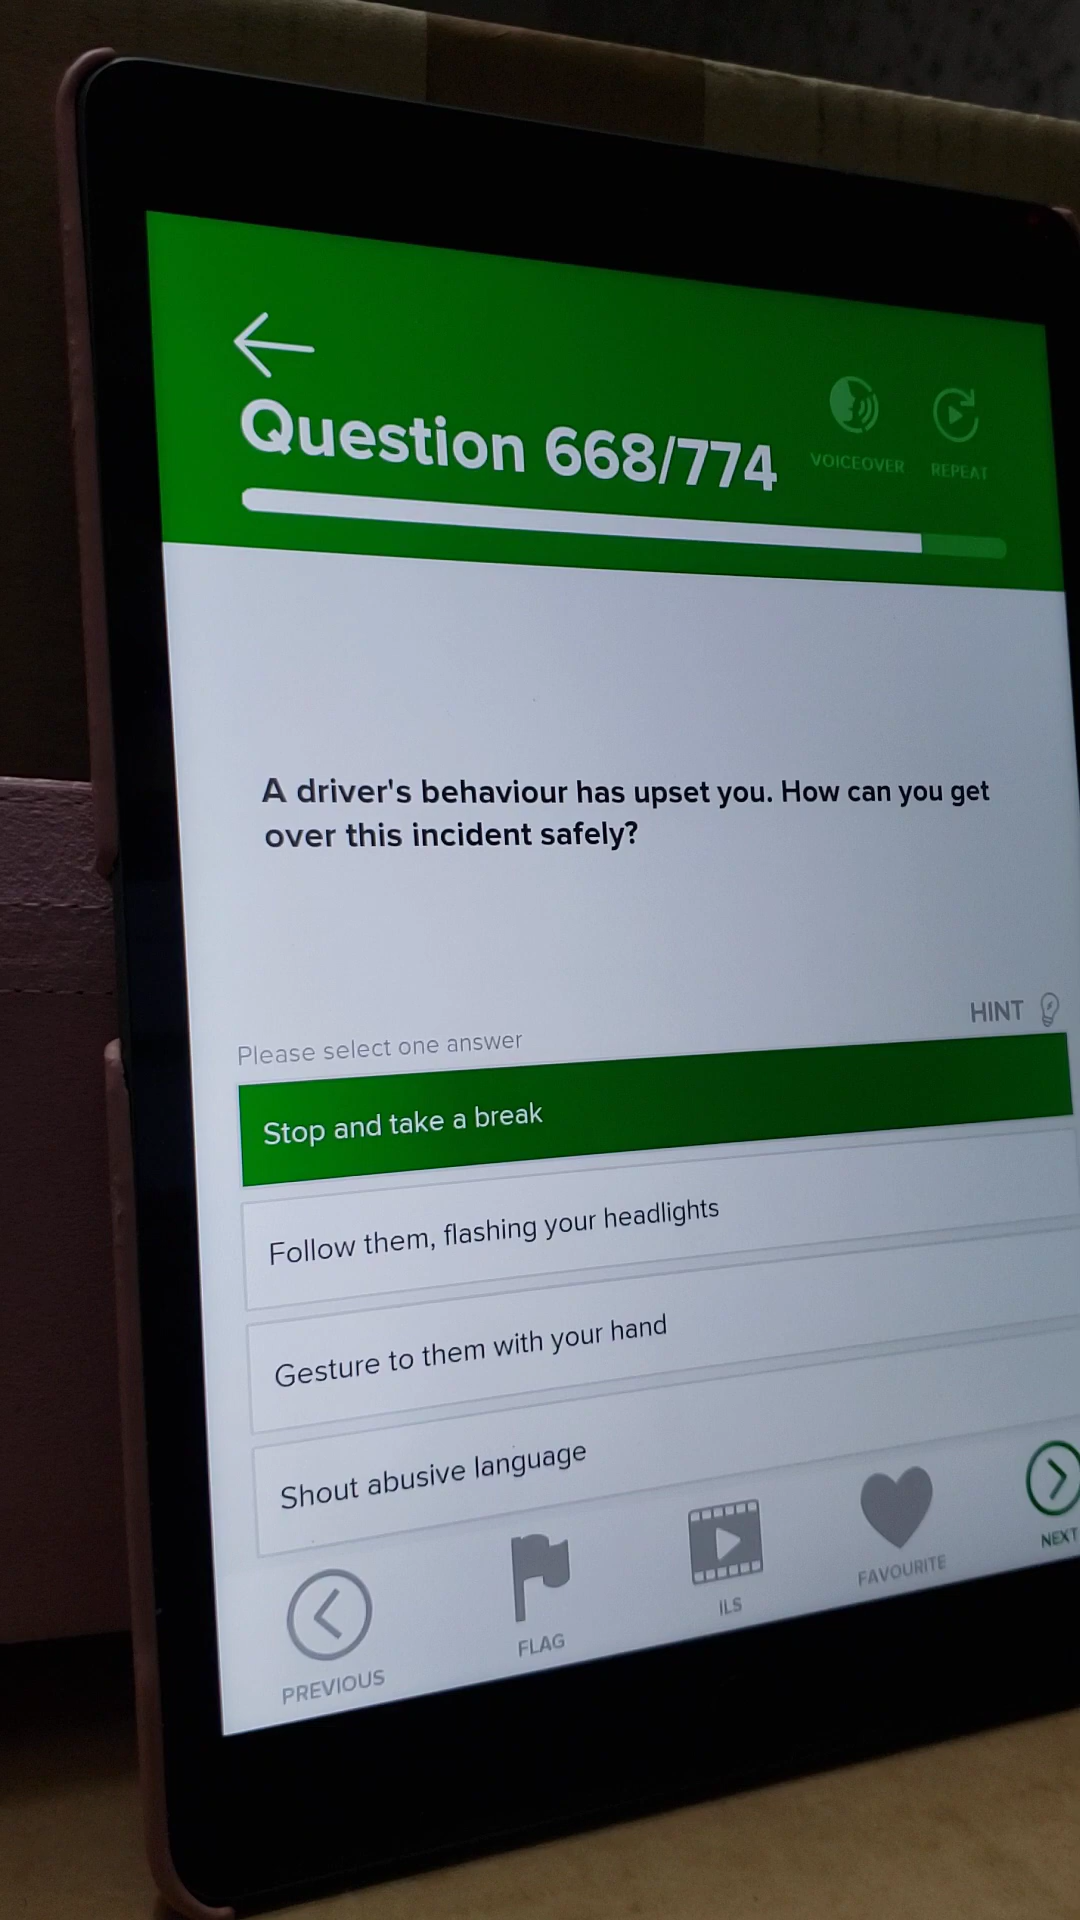 Question 668/774
VOICEOVER
REPEAT
A driver's behaviour has upset you. How can you get
over this incident safely?
HINT
Please select one answer
Stop and take a break
Follow them, flashing your headlights
Gesture to them with your hand
Shout abusive language
PREVIOUS
FLAG
ILS
FAVOURITE
NEXT